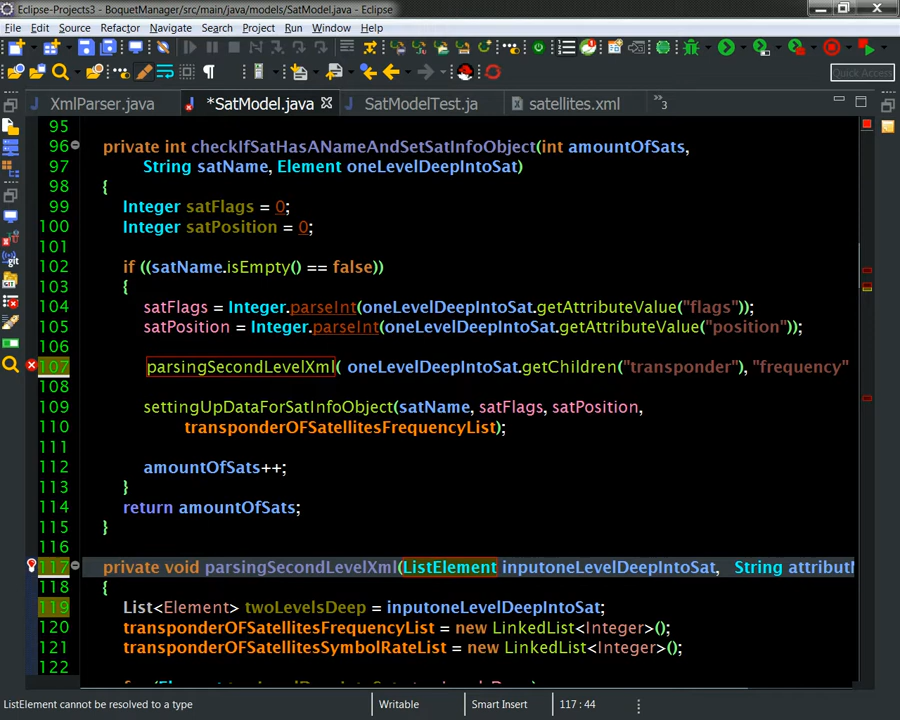 Eclipse-Projects3 - BoquetManager/src/main/java/models/SatModel.java - Eclipse
File Edit Source Refactor Navigate Search Project Run Window Help
Quick Access
XmlParser.java *SatModel.java SatModelTest.ja satellites.xml »3
95
96 private int checkIfSatHasANameAndSetSatInfoObject(int amountOfSats,
97 String satName, Element oneLevelDeepIntoSat)
98 {
99 Integer satFlags = 0;
100 Integer satPosition = 0;
101
102 if ((satName.isEmpty() == false))
103 {
104 satFlags = Integer.parseInt(oneLevelDeepIntoSat.getAttributeValue("flags"));
105 satPosition = Integer.parseInt(oneLevelDeepIntoSat.getAttributeValue("position"));
106
107 parsingSecondLevelXml( oneLevelDeepIntoSat.getChildren("transponder"), "frequency"
108
109 settingUpDataForSatInfoObject(satName, satFlags, satPosition,
110 transponderOFSatellitesFrequencyList);
111
112 amountOfSats++;
113 }
114 return amountOfSats;
115 }
116
117 private void parsingSecondLevelXml(ListElement inputoneLevelDeepIntoSat, String attribut
118 {
119 List<Element> twoLevelsDeep = inputoneLevelDeepIntoSat;
120 transponderOFSatellitesFrequencyList = new LinkedList<Integer>();
121 transponderOFSatellitesSymbolRateList = new LinkedList<Integer>();
122
ListElement cannot be resolved to a type Writable Smart Insert 117 : 44